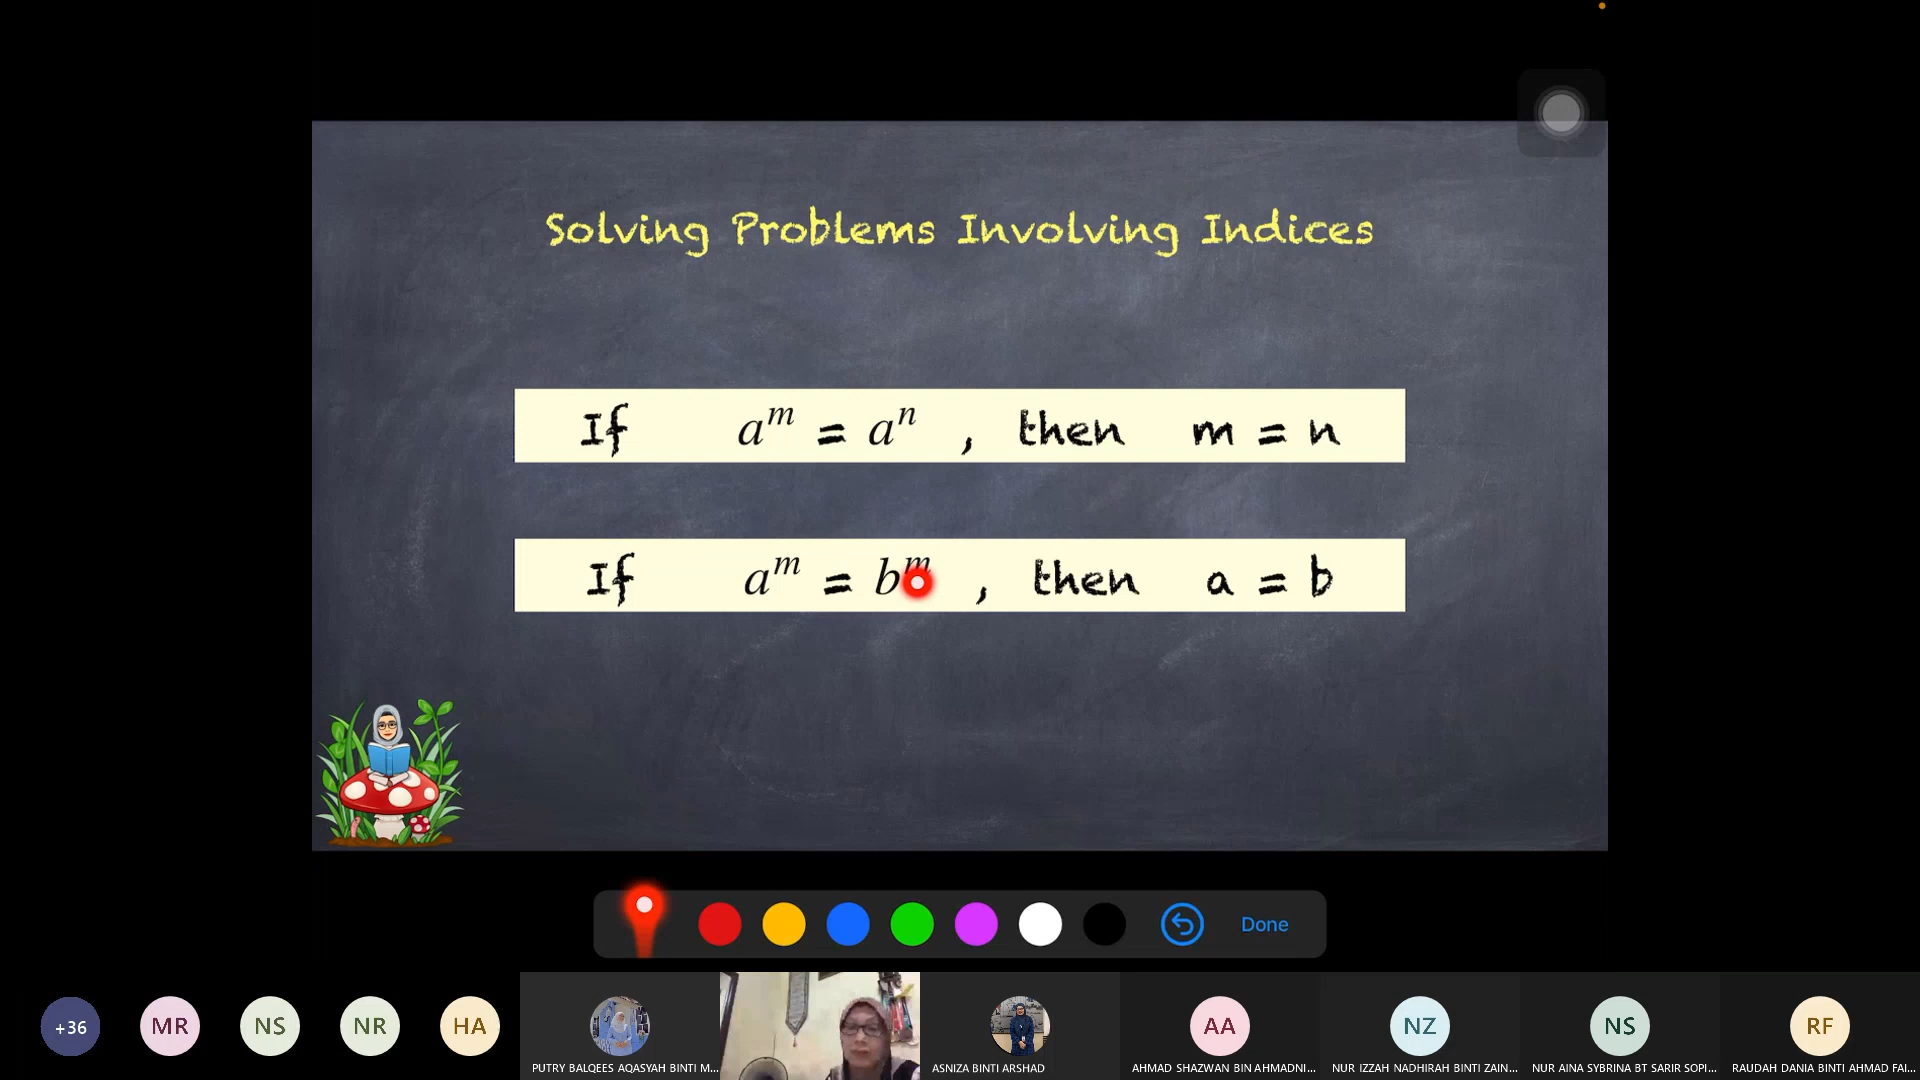 Solving Problems Involving Indices
If a^m = a^n , then m = n
If a^m = b^m , then a = b
Done
+36
MR
NS
NR
HA
AA
NZ
NS
RF
PUTRY BALQEES AQASYAH BINTI M...
ASNIZA BINTI ARSHAD
AHMAD SHAZWAN BIN AHMADNI...
NUR IZZAH NADHIRAH BINTI ZAIN...
NUR AINA SYBRINA BT SARIR SOPI...
RAUDAH DANIA BINTI AHMAD FAI...